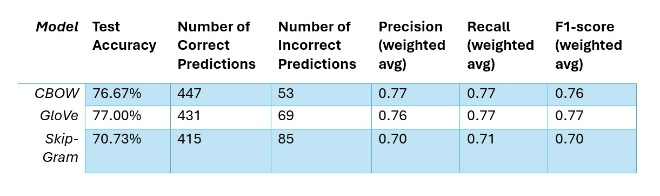 Model Test Accuracy Number of Correct Predictions Number of Incorrect Predictions Precision (weighted avg) Recall (weighted avg) F1-score (weighted avg)
CBOW 76.67% 447 53 0.77 0.77 0.76
GloVe 77.00% 431 69 0.76 0.77 0.77
Skip-Gram 70.73% 415 85 0.70 0.71 0.70